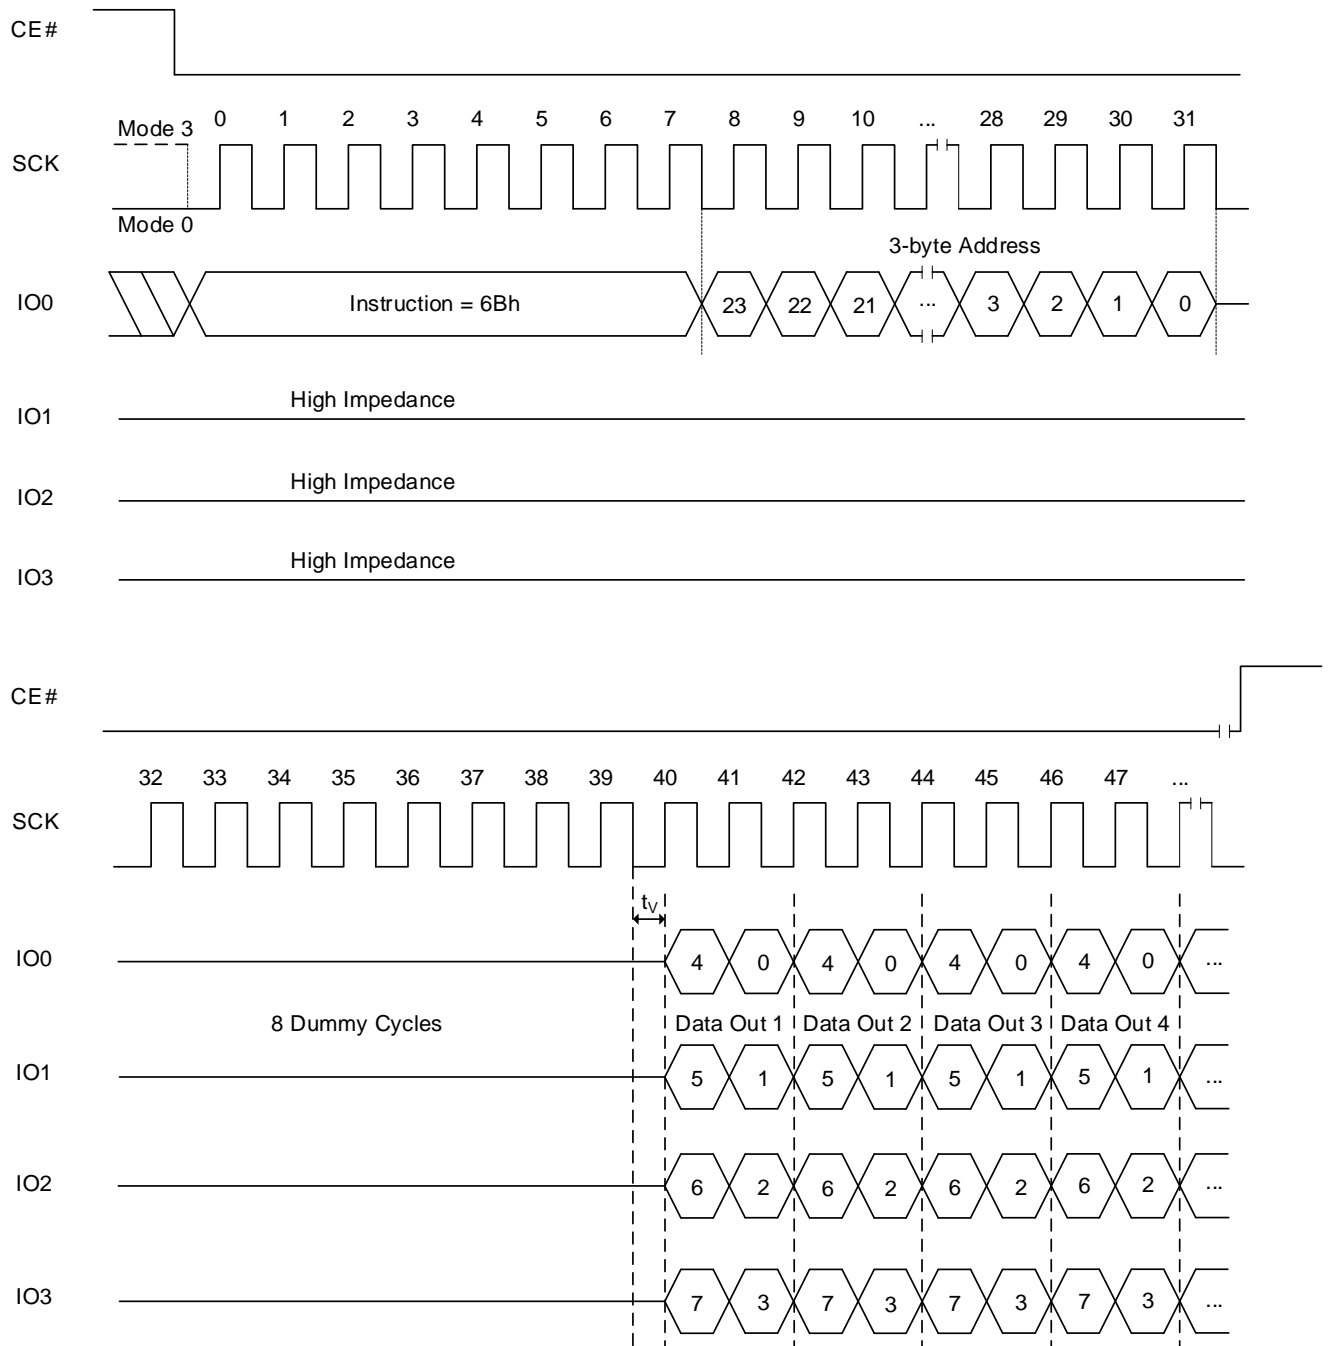 CE#
Mode 3 0 1 2 3 4 5 6 7 8 9 10 ... 28 29 30 31
SCK
Mode 0
3-byte Address
IO0 Instruction = 6Bh 23 22 21 ... 3 2 1 0
High Impedance
IO1
High Impedance
IO2
High Impedance
IO3
CE#
32 33 34 35 36 37 38 39 40 41 42 43 44 45 46 47 ...
SCK
tV
IO0 4 0 4 0 4 0 4 0 ...
8 Dummy Cycles Data Out 1 Data Out 2 Data Out 3 Data Out 4
IO1 5 1 5 1 5 1 5 1 ...
IO2 6 2 6 2 6 2 6 2 ...
IO3 7 3 7 3 7 3 7 3 ...